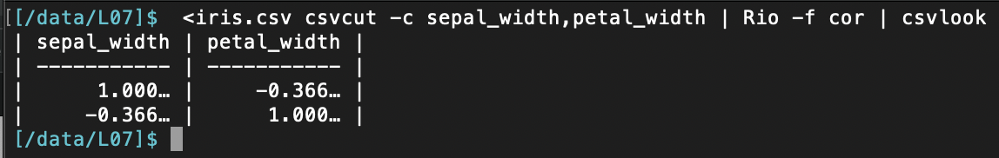 [[/data/L07]$  <iris.csv csvcut -c sepal_width,petal_width | Rio -f cor | csvlook
| sepal_width | petal_width |
| ----------- | ----------- |
|      1.000… |      -0.366… |
|     -0.366… |       1.000… |
[/data/L07]$